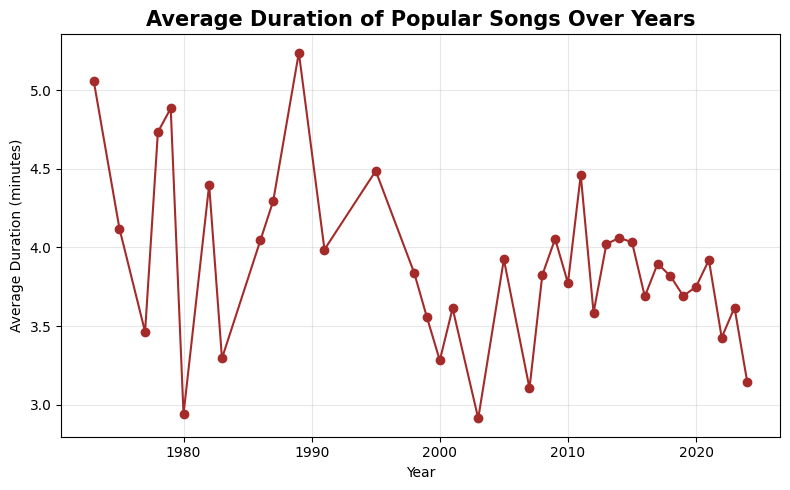 Average Duration of Popular Songs Over Years
Average Duration (minutes)
5.0
4.5
4.0
3.5
3.0
1980 1990 2000 2010 2020
Year